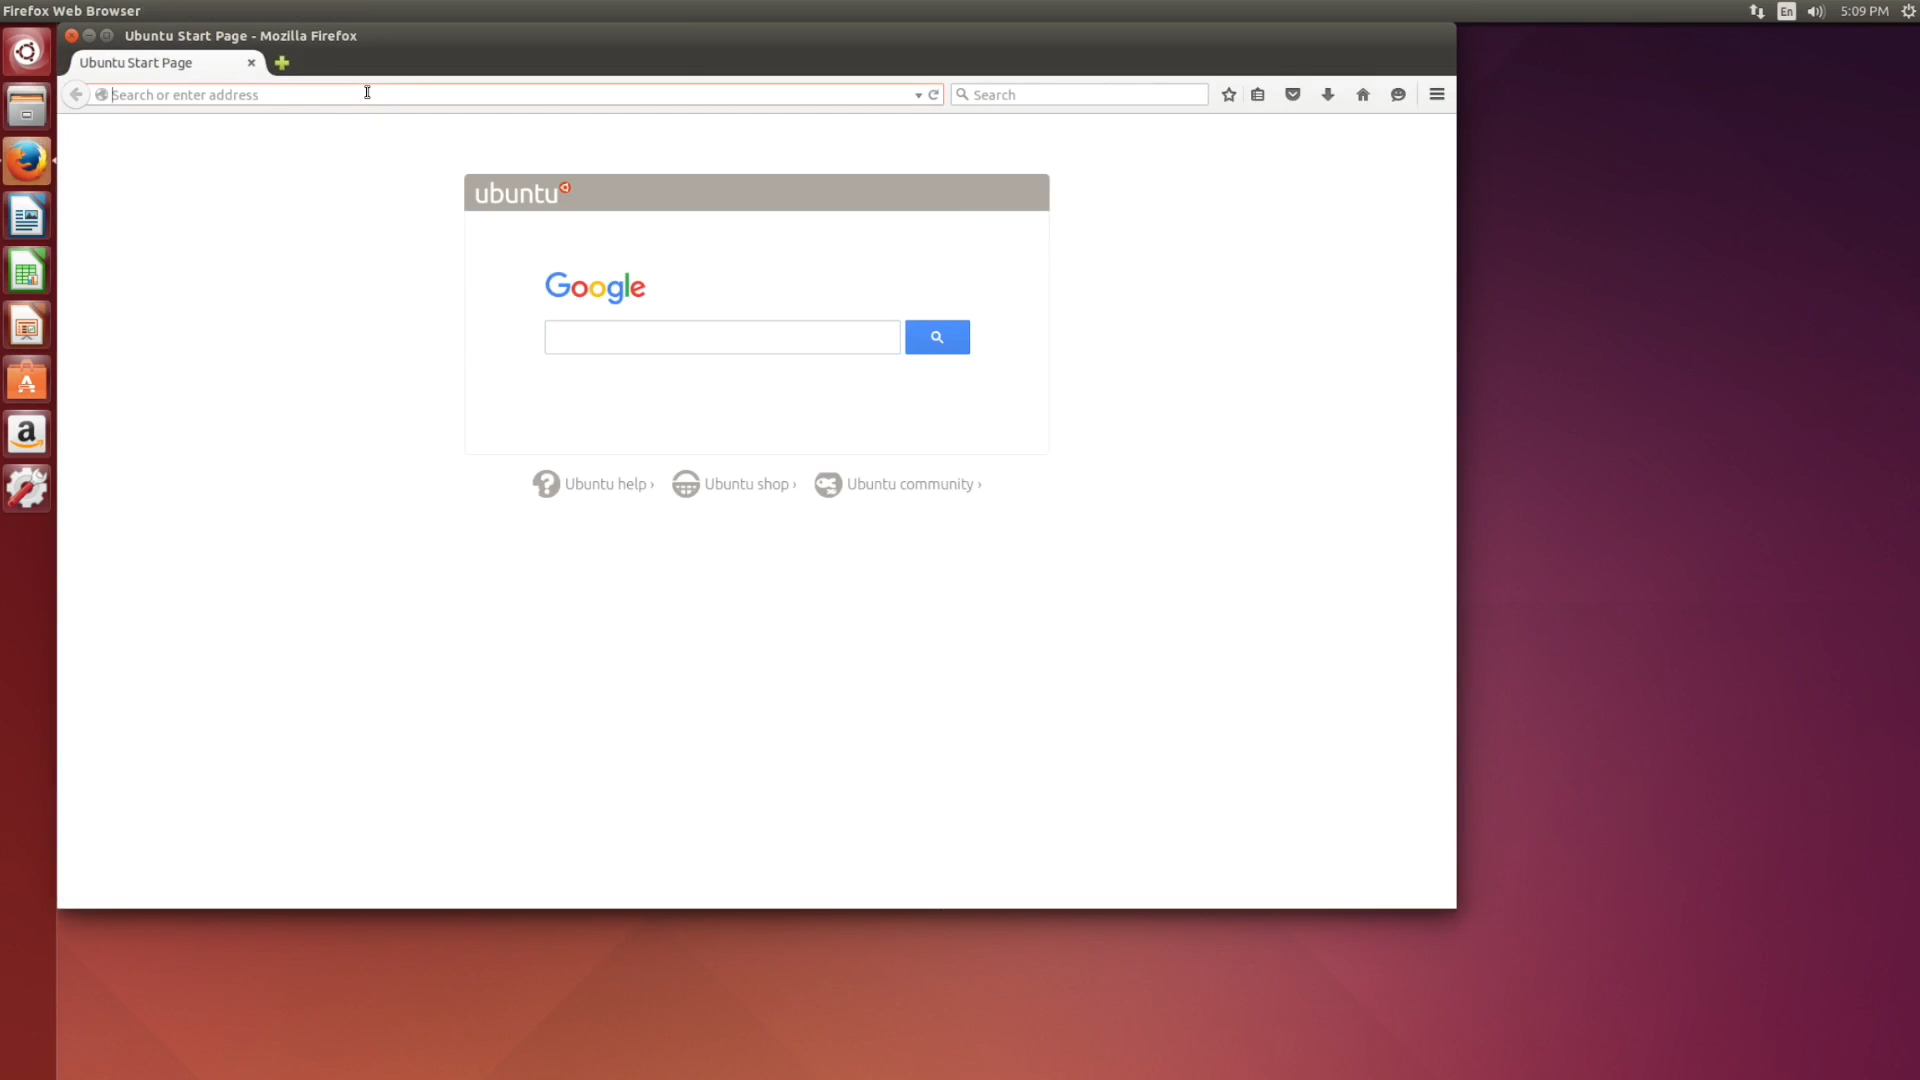 Firefox Web Browser
En
5:09 PM
Ubuntu Start Page - Mozilla Firefox
Ubuntu Start Page
Search or enter address
Search
ubuntu
Google
Ubuntu help ›
Ubuntu shop ›
Ubuntu community ›